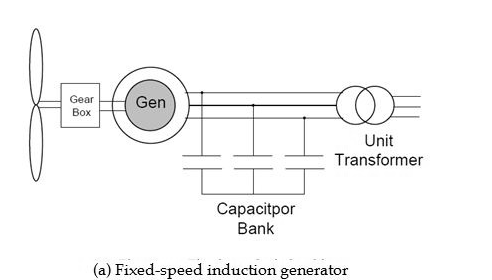 Gear
Box
Gen
Unit
Transformer
Capacitpor
Bank
(a) Fixed-speed induction generator